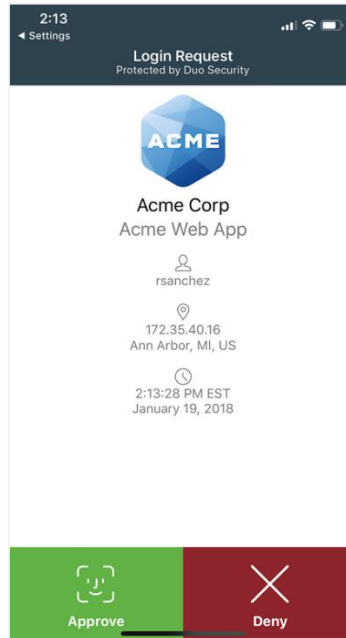 2:13
◀ Settings
Login Request
Protected by Duo Security
ACME
Acme Corp
Acme Web App
rsanchez
172.35.40.16
Ann Arbor, MI, US
2:13:28 PM EST
January 19, 2018
Approve
Deny